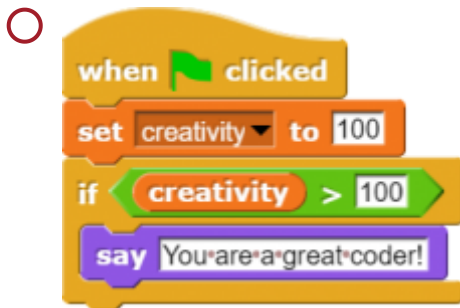 when clicked
set creativity to 100
if creativity > 100
say You are a great coder!